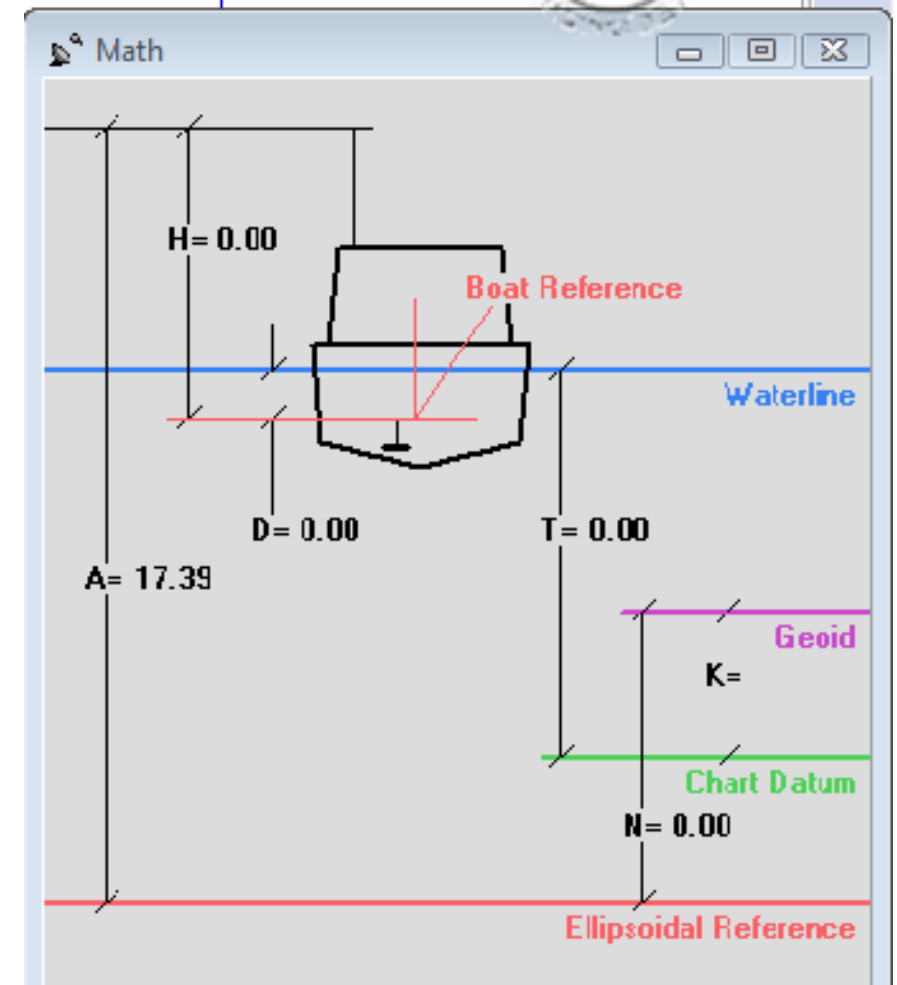 Math
H= 0.00
Boat Reference
Waterline
D= 0.00
T= 0.00
A= 17.39
Geoid
K=
Chart Datum
N= 0.00
Ellipsoidal Reference